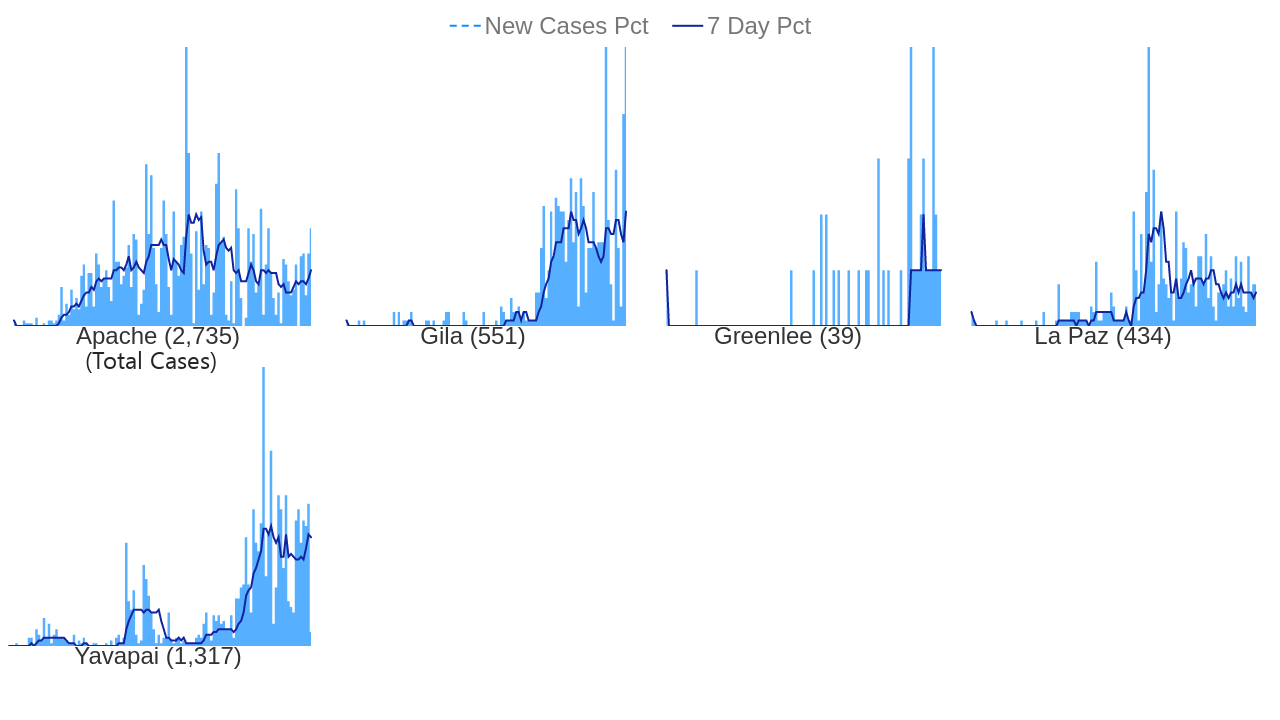 New Cases Pct 7 Day Pct
Apache (2,735) Gila (551) Greenlee (39) La Paz (434)
(Total Cases)
Yavapai (1,317)